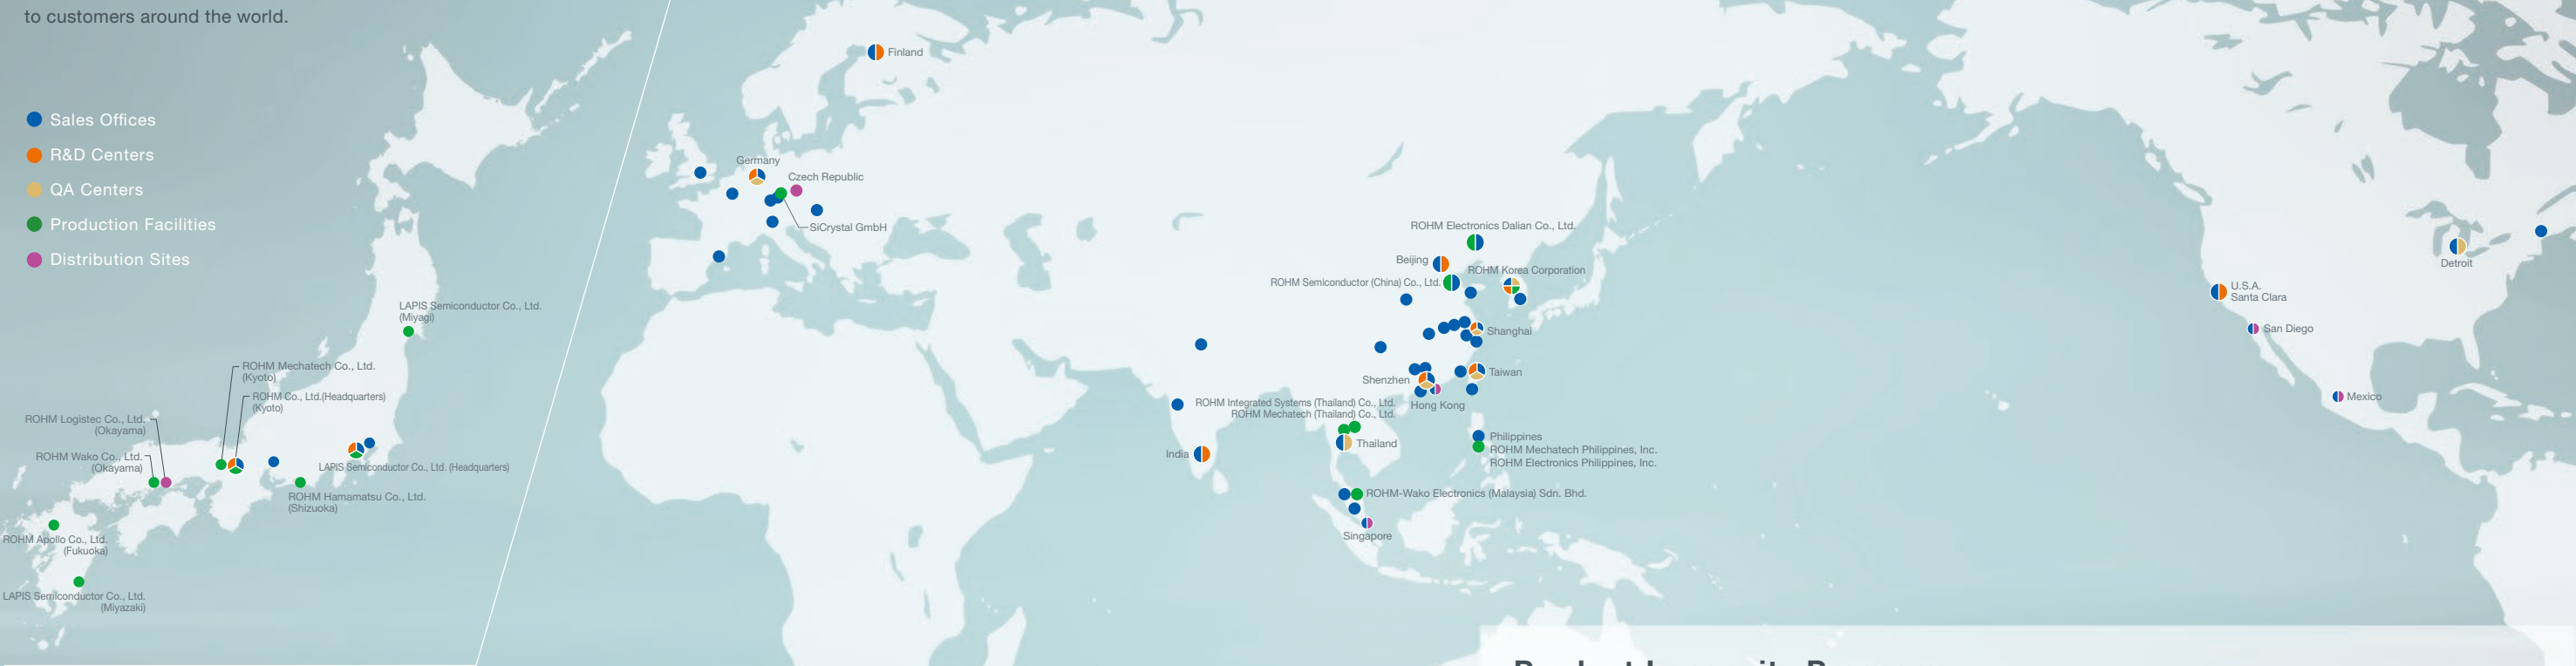 to customers around the world.
Sales Offices
R&D Centers
QA Centers
Production Facilities
Distribution Sites
LAPIS Semiconductor Co., Ltd.
(Miyagi)
ROHM Mechatech Co., Ltd.
(Kyoto)
ROHM Co., Ltd.(Headquarters)
(Kyoto)
ROHM Logistec Co., Ltd.
(Okayama)
ROHM Wako Co., Ltd.
(Okayama)
LAPIS Semiconductor Co., Ltd. (Headquarters)
ROHM Hamamatsu Co., Ltd.
(Shizuoka)
ROHM Apollo Co., Ltd.
(Fukuoka)
LAPIS Semiconductor Co., Ltd.
(Miyazaki)
Finland
Germany
Czech Republic
SiCrystal GmbH
ROHM Electronics Dalian Co., Ltd.
Beijing
ROHM Korea Corporation
ROHM Semiconductor (China) Co., Ltd.
Shanghai
Taiwan
Shenzhen
Hong Kong
ROHM Integrated Systems (Thailand) Co., Ltd.
ROHM Mechatech (Thailand) Co., Ltd.
Thailand
India
Philippines
ROHM Mechatech Philippines, Inc.
ROHM Electronics Philippines, Inc.
ROHM-Wako Electronics (Malaysia) Sdn. Bhd.
Singapore
Detroit
U.S.A.
Santa Clara
San Diego
Mexico